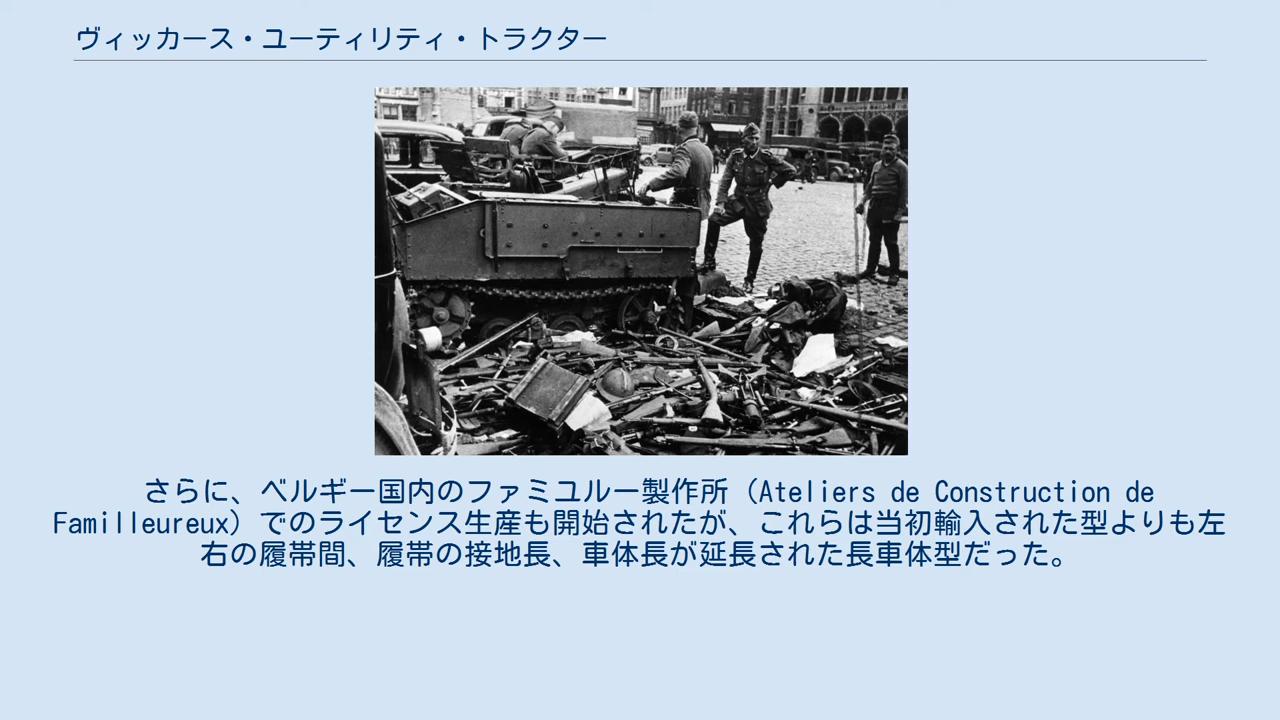 ヴィッカース・ユーティリティ・トラクター
さらに、ベルギー国内のファミユルー製作所（Ateliers de Construction de
Familleureux）でのライセンス生産も開始されたが、これらは当初輸入された型よりも左
右の履帯間、履帯の接地長、車体長が延長された長車体型だった。